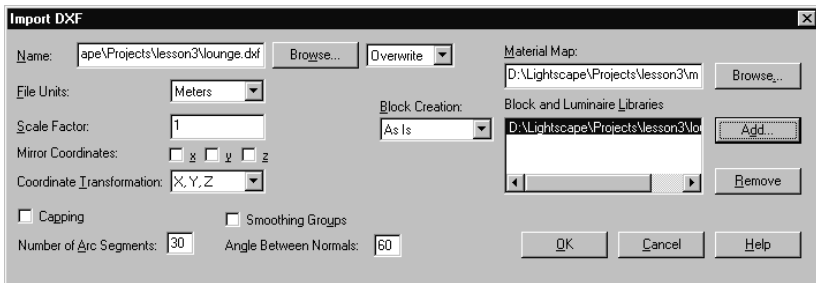 Import DXF
Name: ape\Projects\lesson3\lounge.dxf Browse... Overwrite
File Units: Meters
Scale Factor: 1
Mirror Coordinates: x y z
Coordinate Transformation: X, Y, Z
Capping Smoothing Groups
Number of Arc Segments: 30 Angle Between Normals: 60
Block Creation:
As Is
Material Map:
D:\Lightscape\Projects\lesson3\m Browse...
Block and Luminaire Libraries
D:\Lightscape\Projects\lesson3\lo Add...
Remove
OK Cancel Help